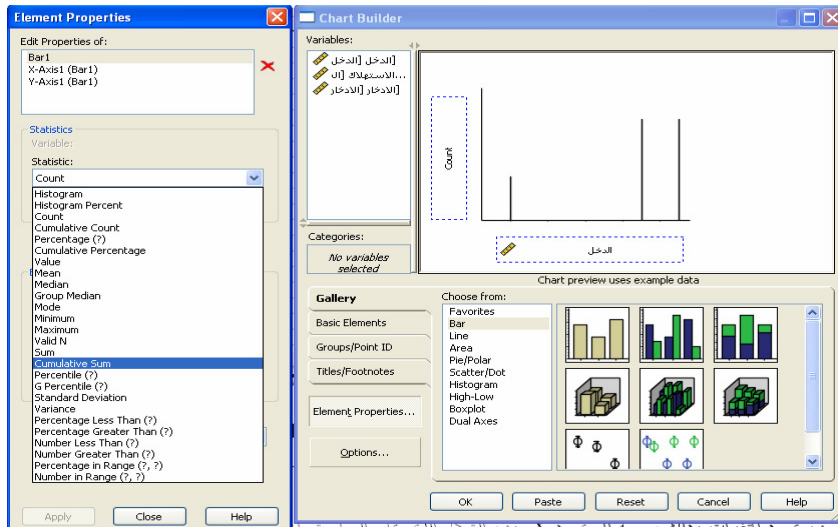 Element Properties
Edit Properties of:
Bar1
X-Axis1 (Bar1)
Y-Axis1 (Bar1)
Statistics
Variable:
Statistic:
Count
Histogram
Histogram Percent
Count
Cumulative Count
Percentage (?)
Cumulative Percentage
Value
Mean
Median
Group Median
Mode
Minimum
Maximum
Valid N
Sum
Cumulative Sum
Percentile (?)
G Percentile (?)
Standard Deviation
Variance
Percentage Less Than (?)
Percentage Greater Than (?)
Number Less Than (?)
Number Greater Than (?)
Percentage in Range (?, ?)
Number in Range (?, ?)
Apply
Close
Help
Chart Builder
Variables:
الدخل [الدخل]
الاستهلاك [ال...
الادخار [الادخار]
Count
الدخل
Categories:
No variables
selected
Chart preview uses example data
Gallery
Basic Elements
Groups/Point ID
Titles/Footnotes
Element Properties...
Options...
Choose from:
Favorites
Bar
Line
Area
Pie/Polar
Scatter/Dot
Histogram
High-Low
Boxplot
Dual Axes
OK
Paste
Reset
Cancel
Help